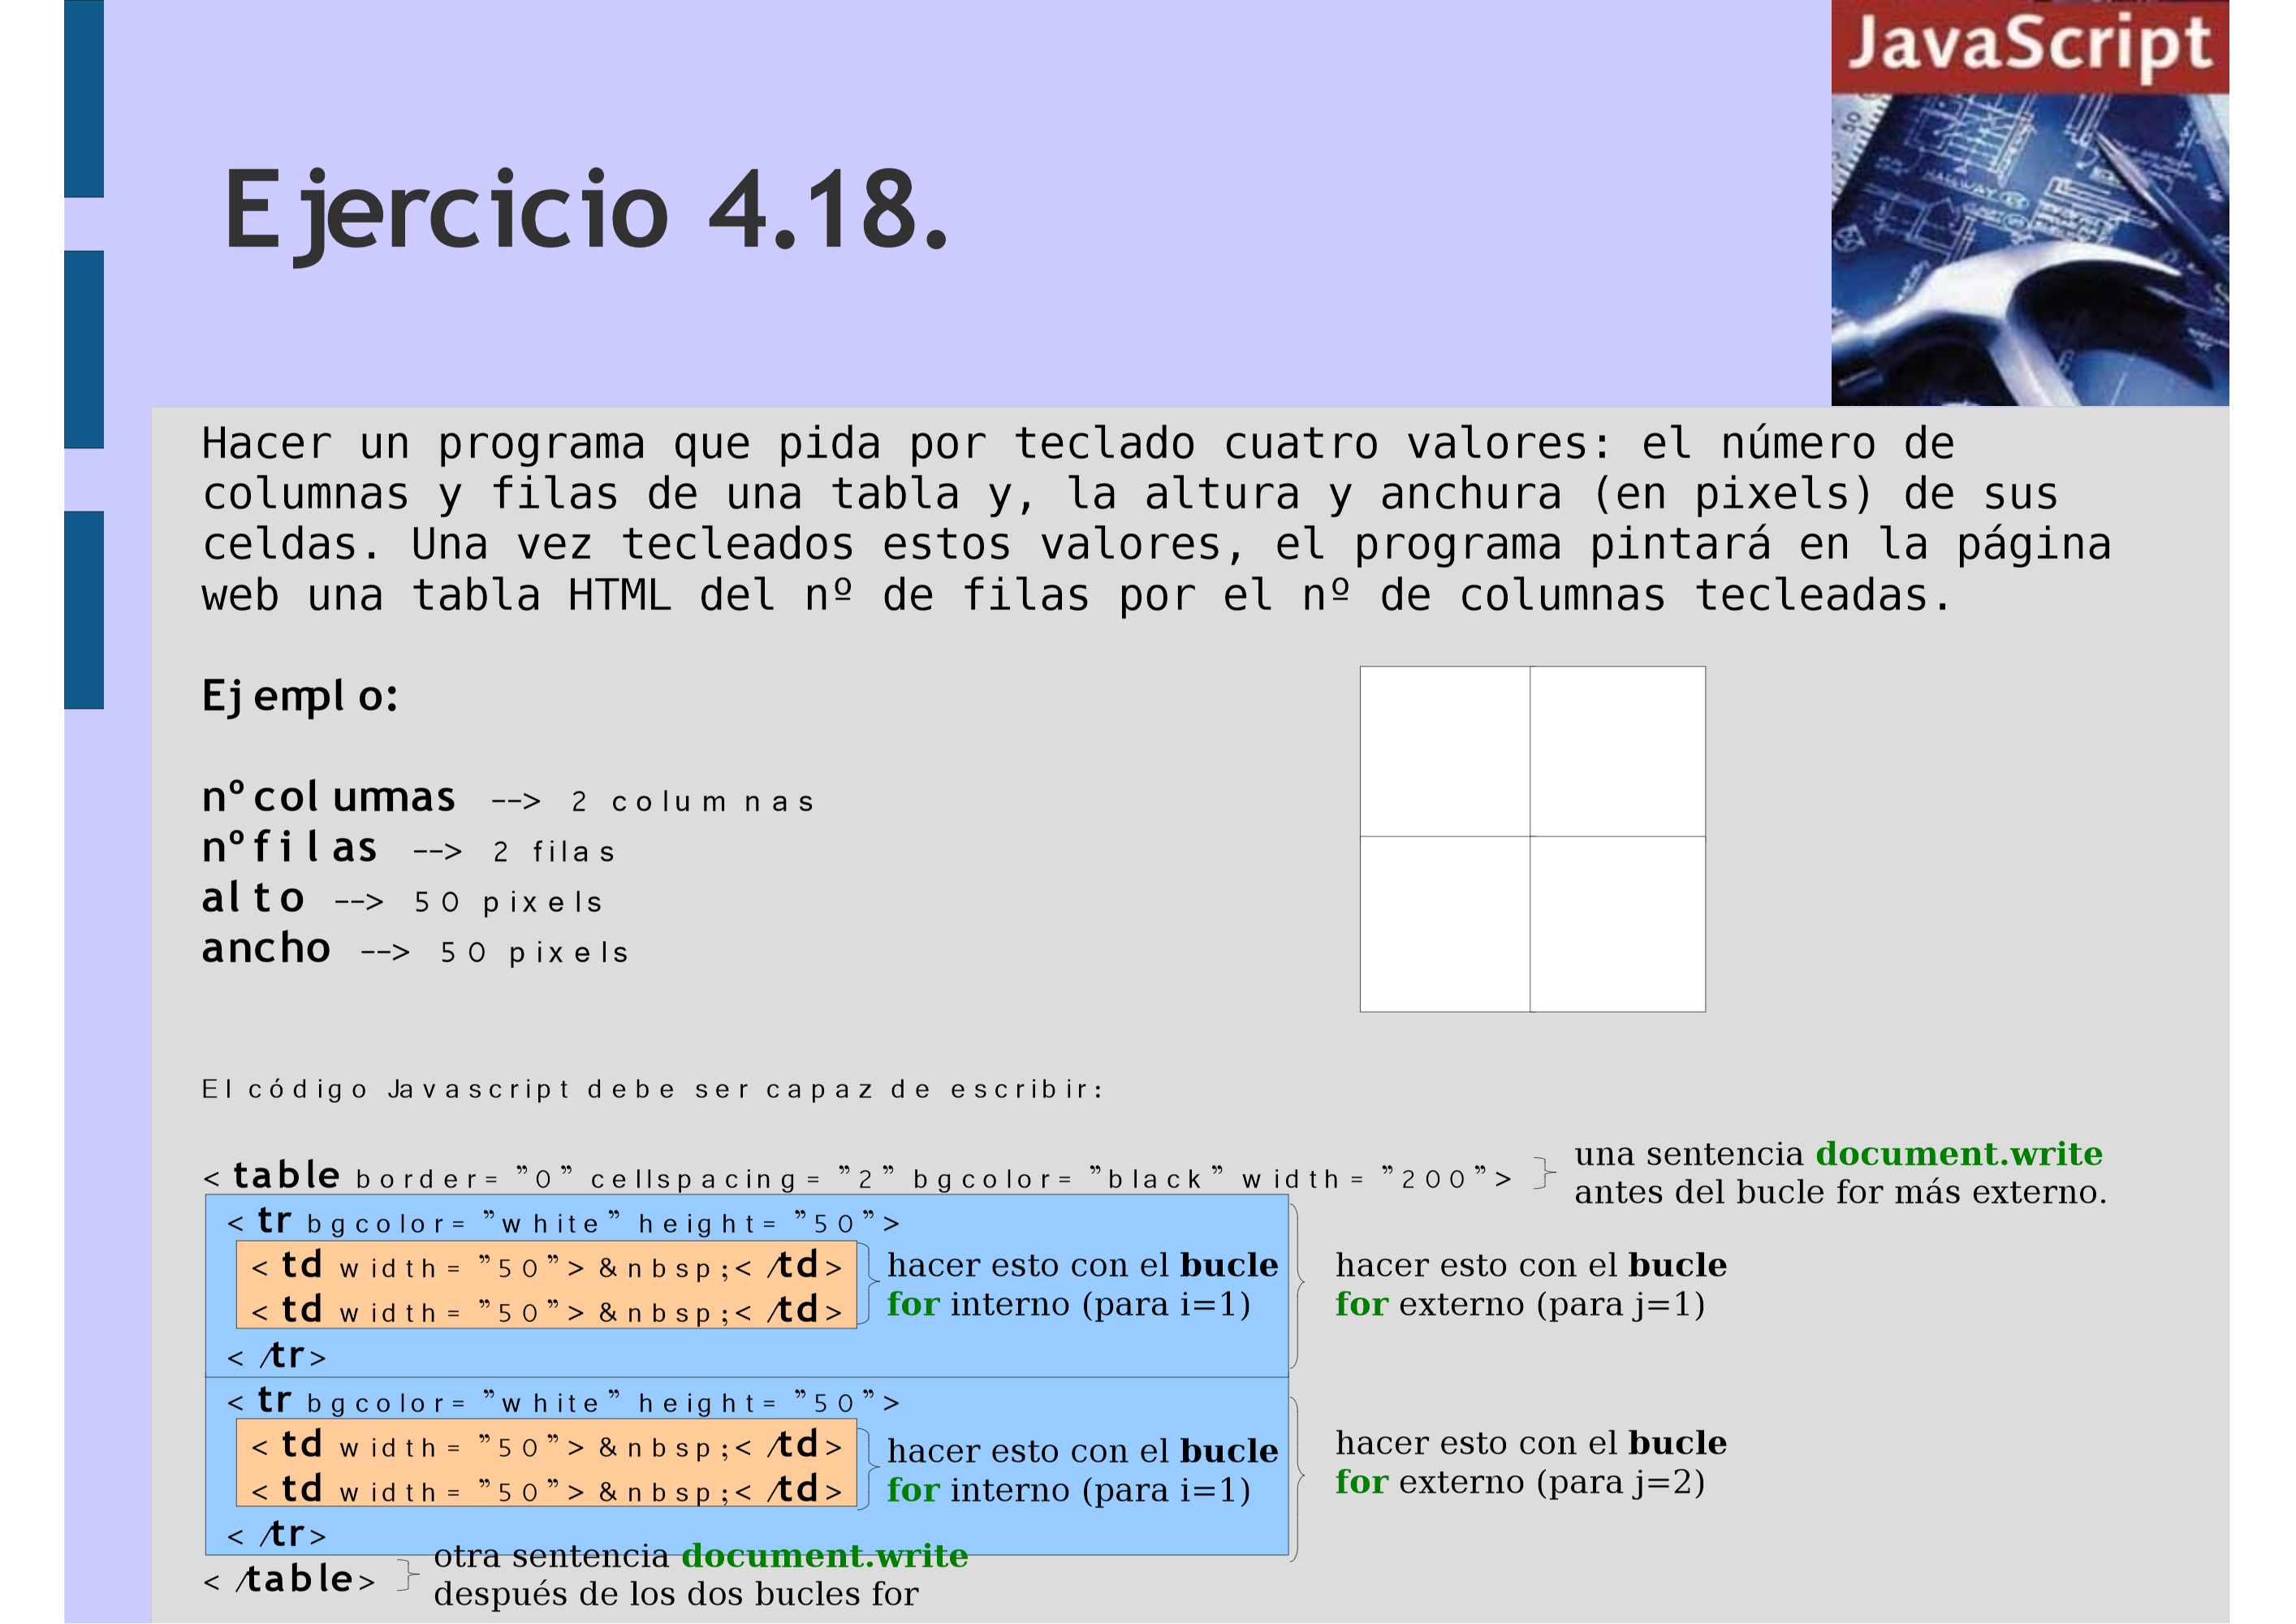 JavaScript
Ejercicio 4.18.
Hacer un programa que pida por teclado cuatro valores: el número de
columnas y filas de una tabla y, la altura y anchura (en pixels) de sus
celdas. Una vez tecleados estos valores, el programa pintará en la página
web una tabla HTML del nº de filas por el nº de columnas tecleadas.
Ejemplo:
nº columnas --> 2 columnas
nº filas --> 2 filas
alto --> 50 pixels
ancho --> 50 pixels
El código Javascript debe ser capaz de escribir:
<table border="0" cellspacing="2" bgcolor="black" width="200">
una sentencia document.write
antes del bucle for más externo.
<tr bgcolor="white" height="50">
<td width="50">&nbsp;</td>
<td width="50">&nbsp;</td>
hacer esto con el bucle
for interno (para i=1)
hacer esto con el bucle
for externo (para j=1)
</tr>
<tr bgcolor="white" height="50">
<td width="50">&nbsp;</td>
<td width="50">&nbsp;</td>
hacer esto con el bucle
for interno (para i=1)
hacer esto con el bucle
for externo (para j=2)
</tr>
</table>
otra sentencia document.write
después de los dos bucles for